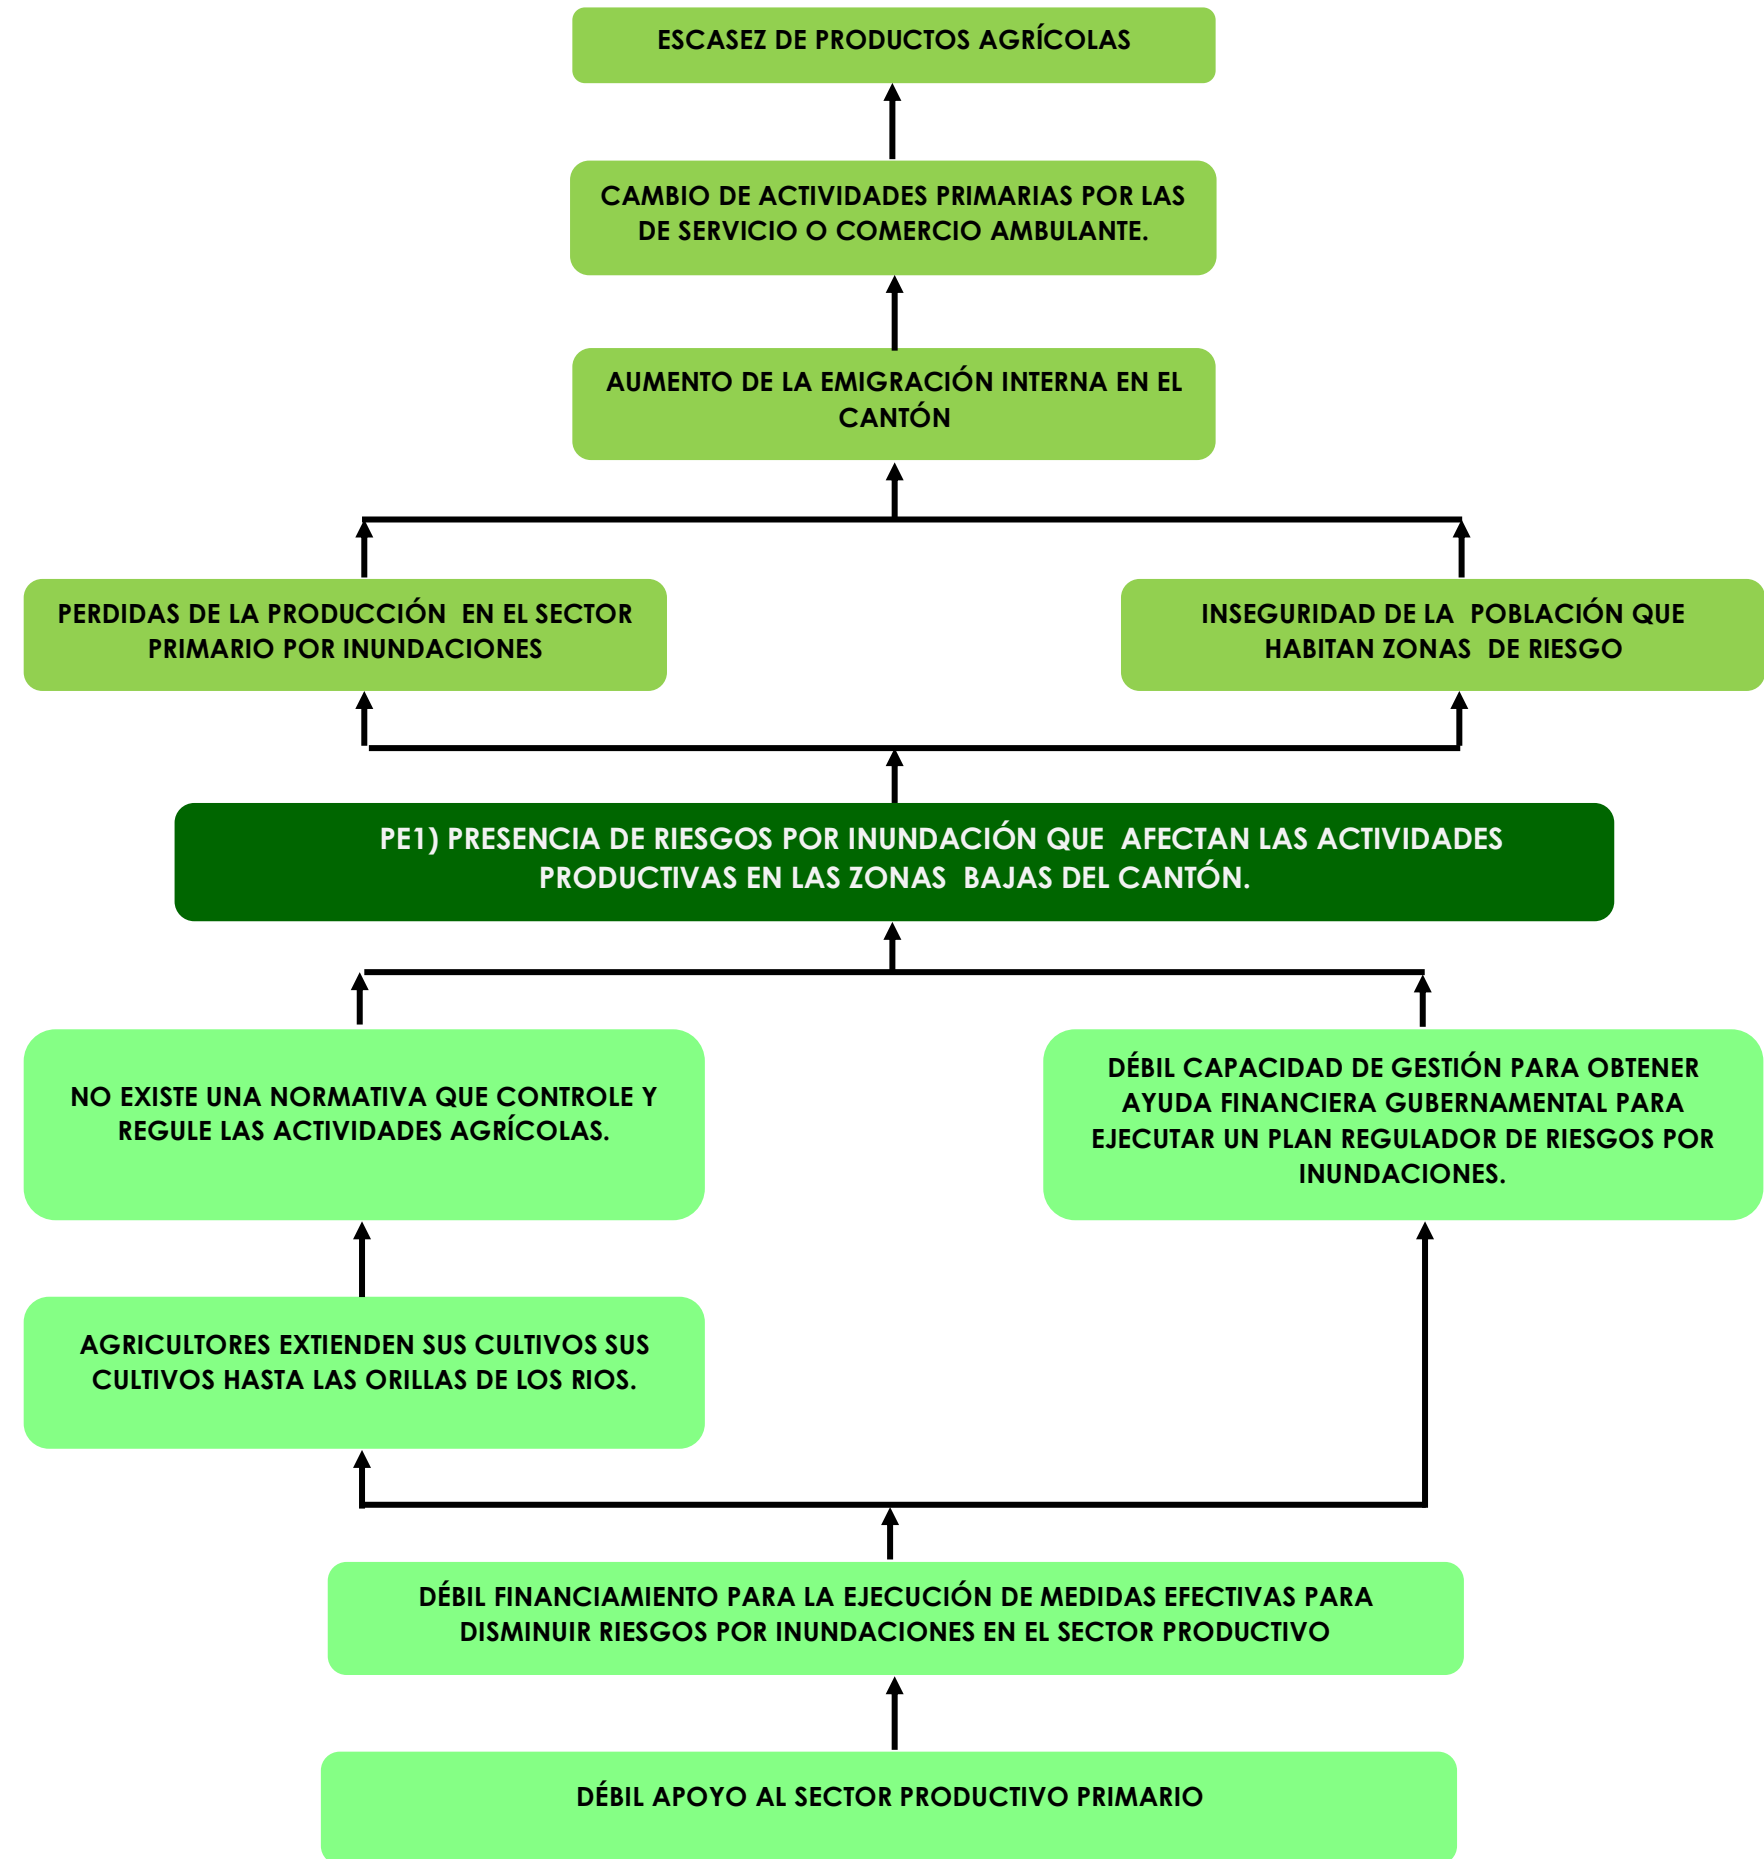 ESCASEZ DE PRODUCTOS AGRÍCOLAS
CAMBIO DE ACTIVIDADES PRIMARIAS POR LAS
DE SERVICIO O COMERCIO AMBULANTE.
AUMENTO DE LA EMIGRACIÓN INTERNA EN EL
CANTÓN
PERDIDAS DE LA PRODUCCIÓN EN EL SECTOR
PRIMARIO POR INUNDACIONES
INSEGURIDAD DE LA POBLACIÓN QUE
HABITAN ZONAS DE RIESGO
PE1) PRESENCIA DE RIESGOS POR INUNDACIÓN QUE AFECTAN LAS ACTIVIDADES
PRODUCTIVAS EN LAS ZONAS BAJAS DEL CANTÓN.
NO EXISTE UNA NORMATIVA QUE CONTROLE Y
REGULE LAS ACTIVIDADES AGRÍCOLAS.
DÉBIL CAPACIDAD DE GESTIÓN PARA OBTENER
AYUDA FINANCIERA GUBERNAMENTAL PARA
EJECUTAR UN PLAN REGULADOR DE RIESGOS POR
INUNDACIONES.
AGRICULTORES EXTIENDEN SUS CULTIVOS SUS
CULTIVOS HASTA LAS ORILLAS DE LOS RIOS.
DÉBIL FINANCIAMIENTO PARA LA EJECUCIÓN DE MEDIDAS EFECTIVAS PARA
DISMINUIR RIESGOS POR INUNDACIONES EN EL SECTOR PRODUCTIVO
DÉBIL APOYO AL SECTOR PRODUCTIVO PRIMARIO